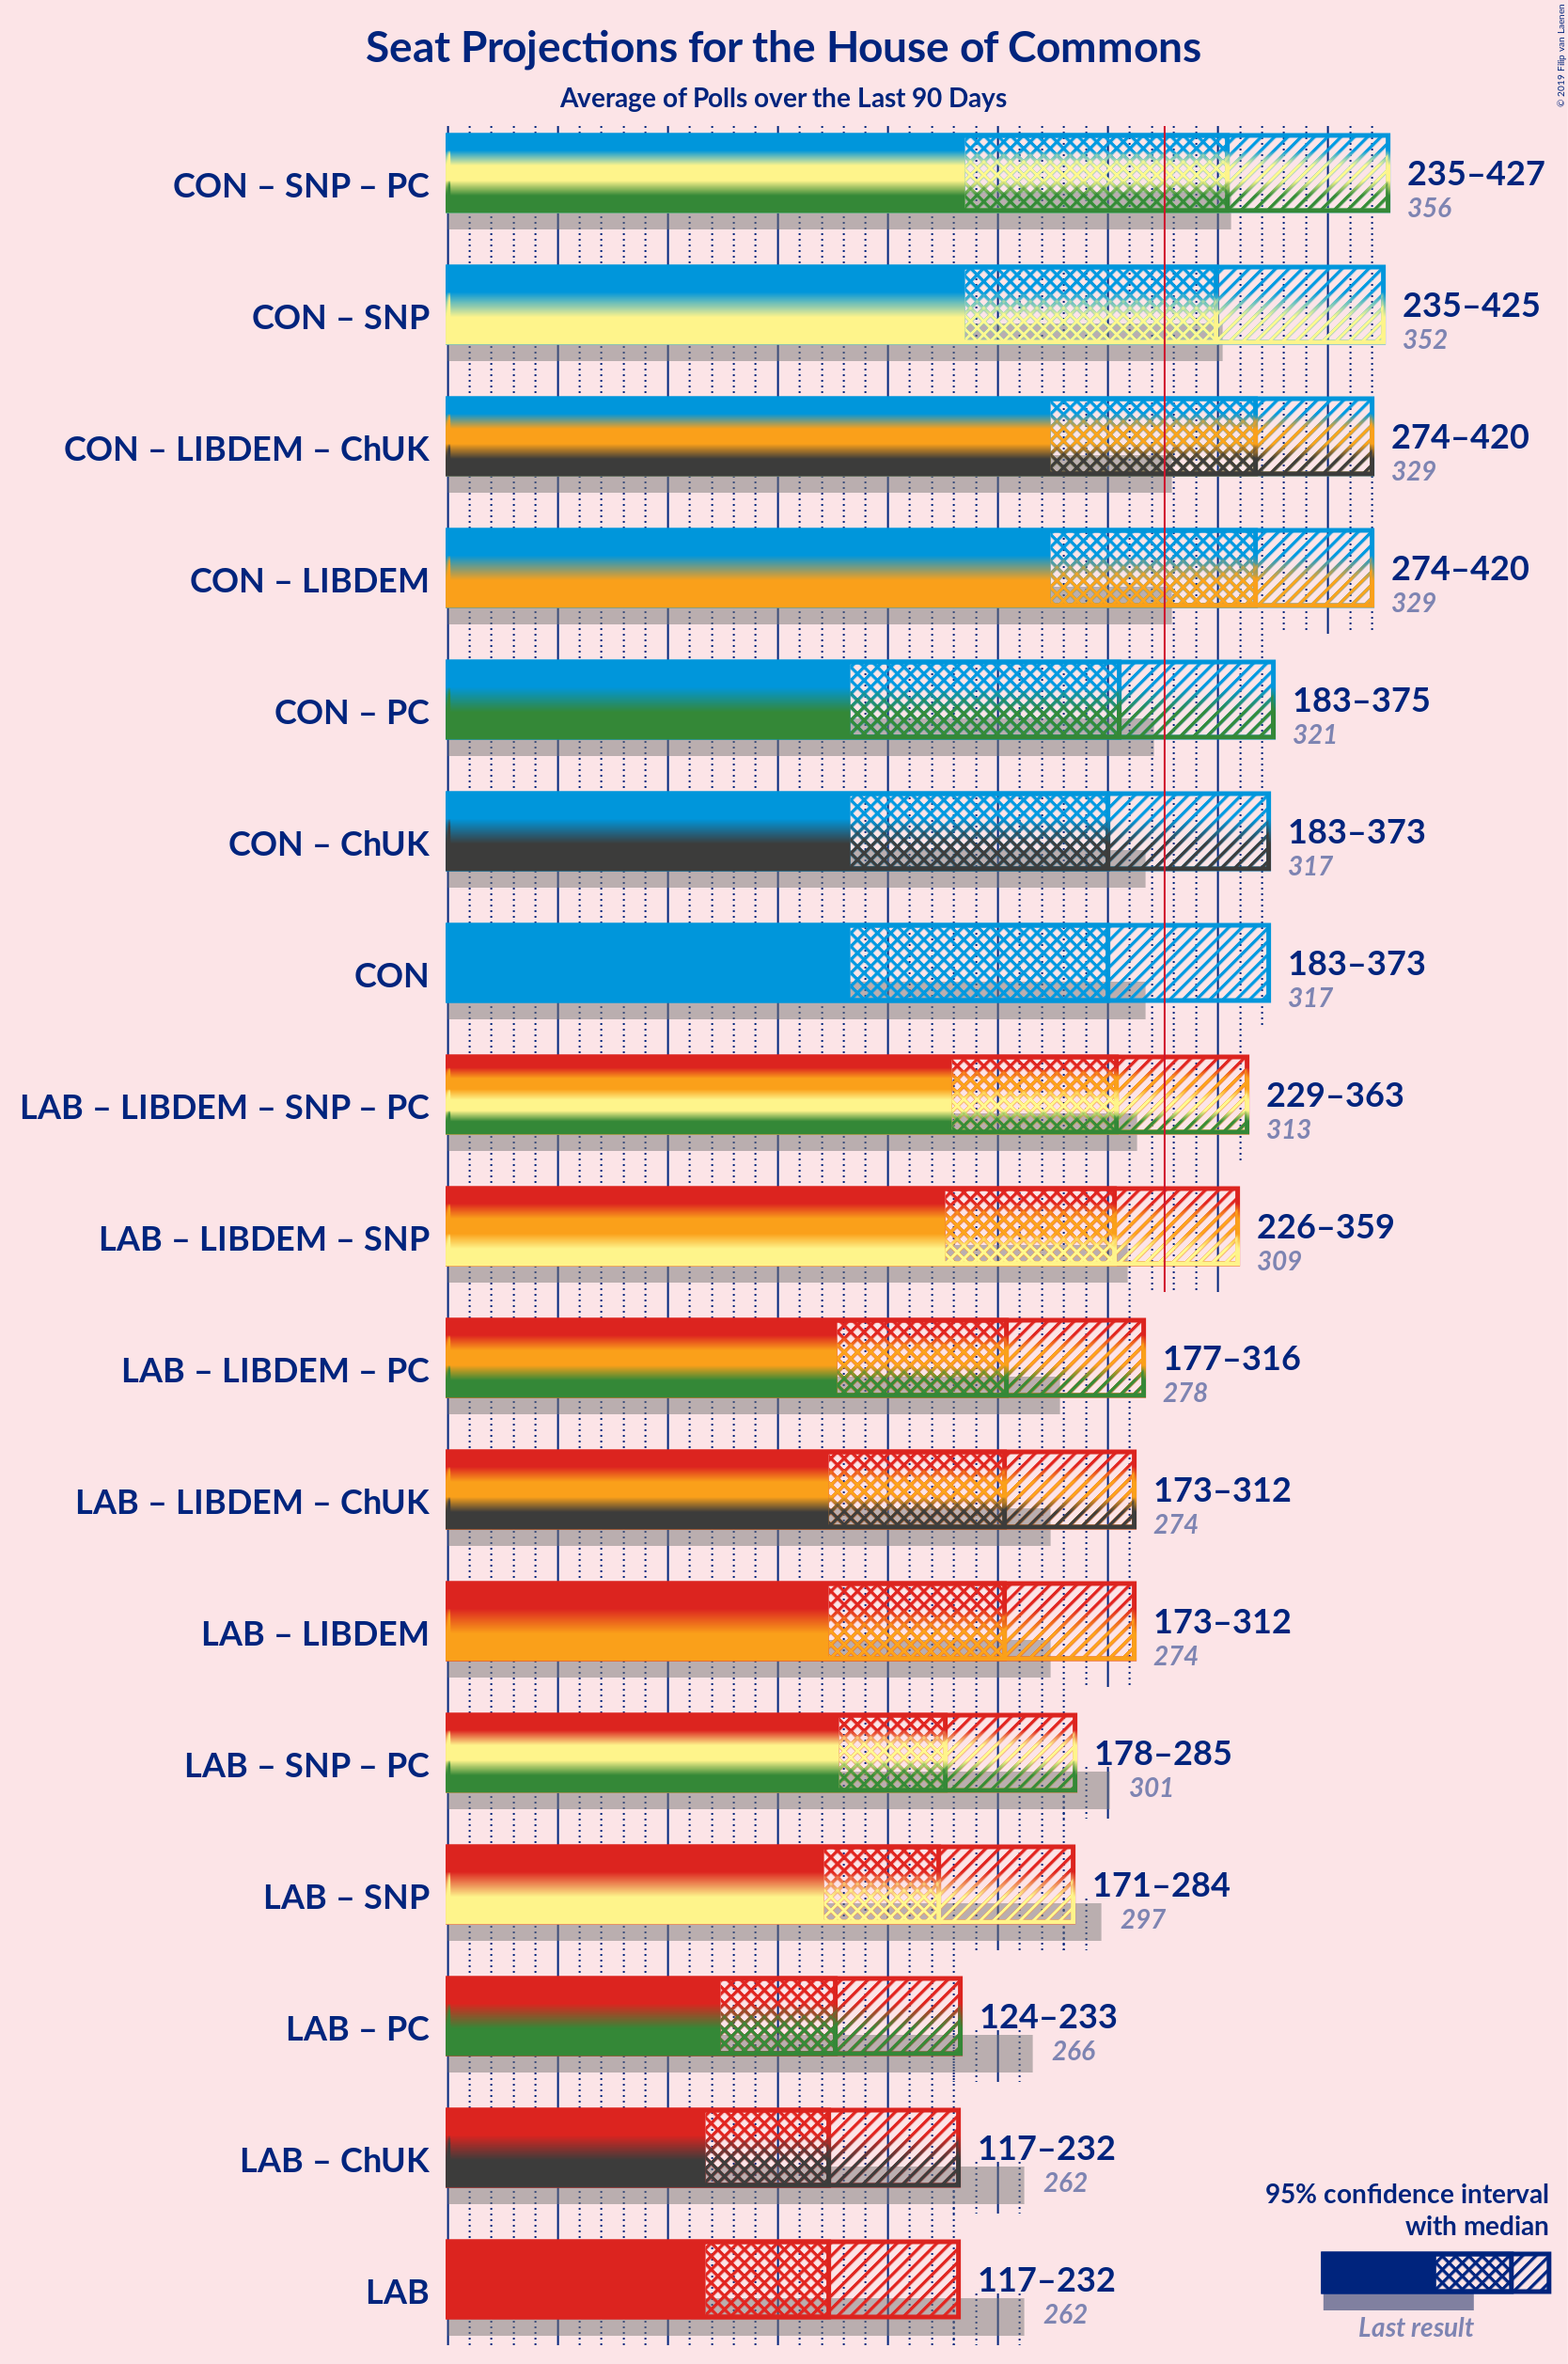 Seat Projections for the House of Commons
Average of Polls over the Last 90 Days
© 2019 Filip van Laenen
CON – SNP – PC
235–427
356
CON – SNP
235–425
352
CON – LIBDEM – ChUK
274–420
329
CON – LIBDEM
274–420
329
CON – PC
183–375
321
CON – ChUK
183–373
317
CON
183–373
317
LAB – LIBDEM – SNP – PC
229–363
313
LAB – LIBDEM – SNP
226–359
309
LAB – LIBDEM – PC
177–316
278
LAB – LIBDEM – ChUK
173–312
274
LAB – LIBDEM
173–312
274
LAB – SNP – PC
178–285
301
LAB – SNP
171–284
297
LAB – PC
124–233
266
LAB – ChUK
117–232
262
LAB
117–232
262
95% confidence interval
with median
Last result